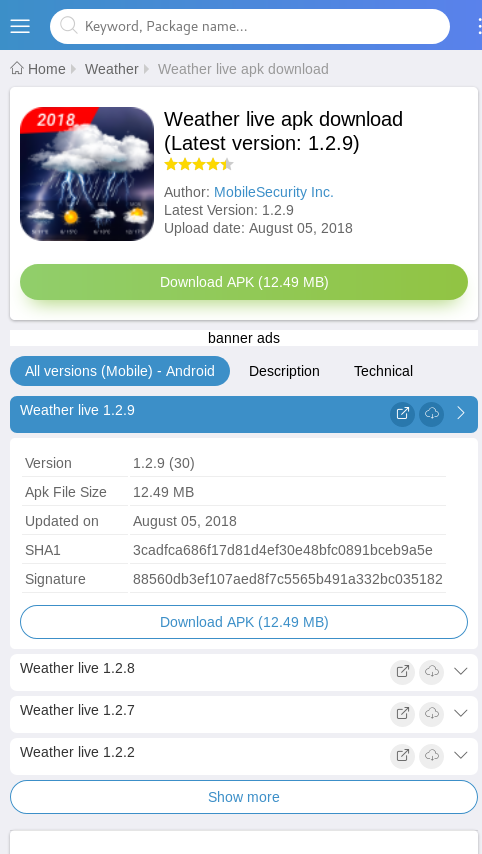 Keyword, Package name...
Home Weather Weather live apk download
2018
Weather live apk download
(Latest version: 1.2.9)
Author: MobileSecurity Inc.
Latest Version: 1.2.9
Upload date: August 05, 2018
Download APK (12.49 MB)
banner ads
All versions (Mobile) - Android Description Technical
Weather live 1.2.9
Version 1.2.9 (30)
Apk File Size 12.49 MB
Updated on August 05, 2018
SHA1 3cadfca686f17d81d4ef30e48bfc0891bceb9a5e
Signature 88560db3ef107aed8f7c5565b491a332bc035182
Download APK (12.49 MB)
Weather live 1.2.8
Weather live 1.2.7
Weather live 1.2.2
Show more